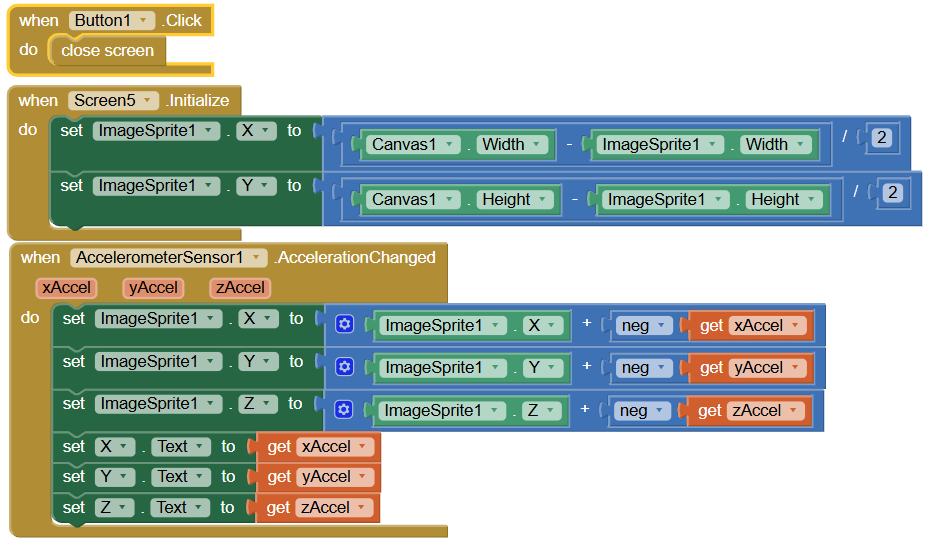 when Button1 .Click
do close screen
when Screen5 .Initialize
do set ImageSprite1 . X to Canvas1 . Width - ImageSprite1 . Width / 2
set ImageSprite1 . Y to Canvas1 . Height - ImageSprite1 . Height / 2
when AccelerometerSensor1 .AccelerationChanged
xAccel yAccel zAccel
do set ImageSprite1 . X to ImageSprite1 . X + neg get xAccel
set ImageSprite1 . Y to ImageSprite1 . Y + neg get yAccel
set ImageSprite1 . Z to ImageSprite1 . Z + neg get zAccel
set X . Text to get xAccel
set Y . Text to get yAccel
set Z . Text to get zAccel